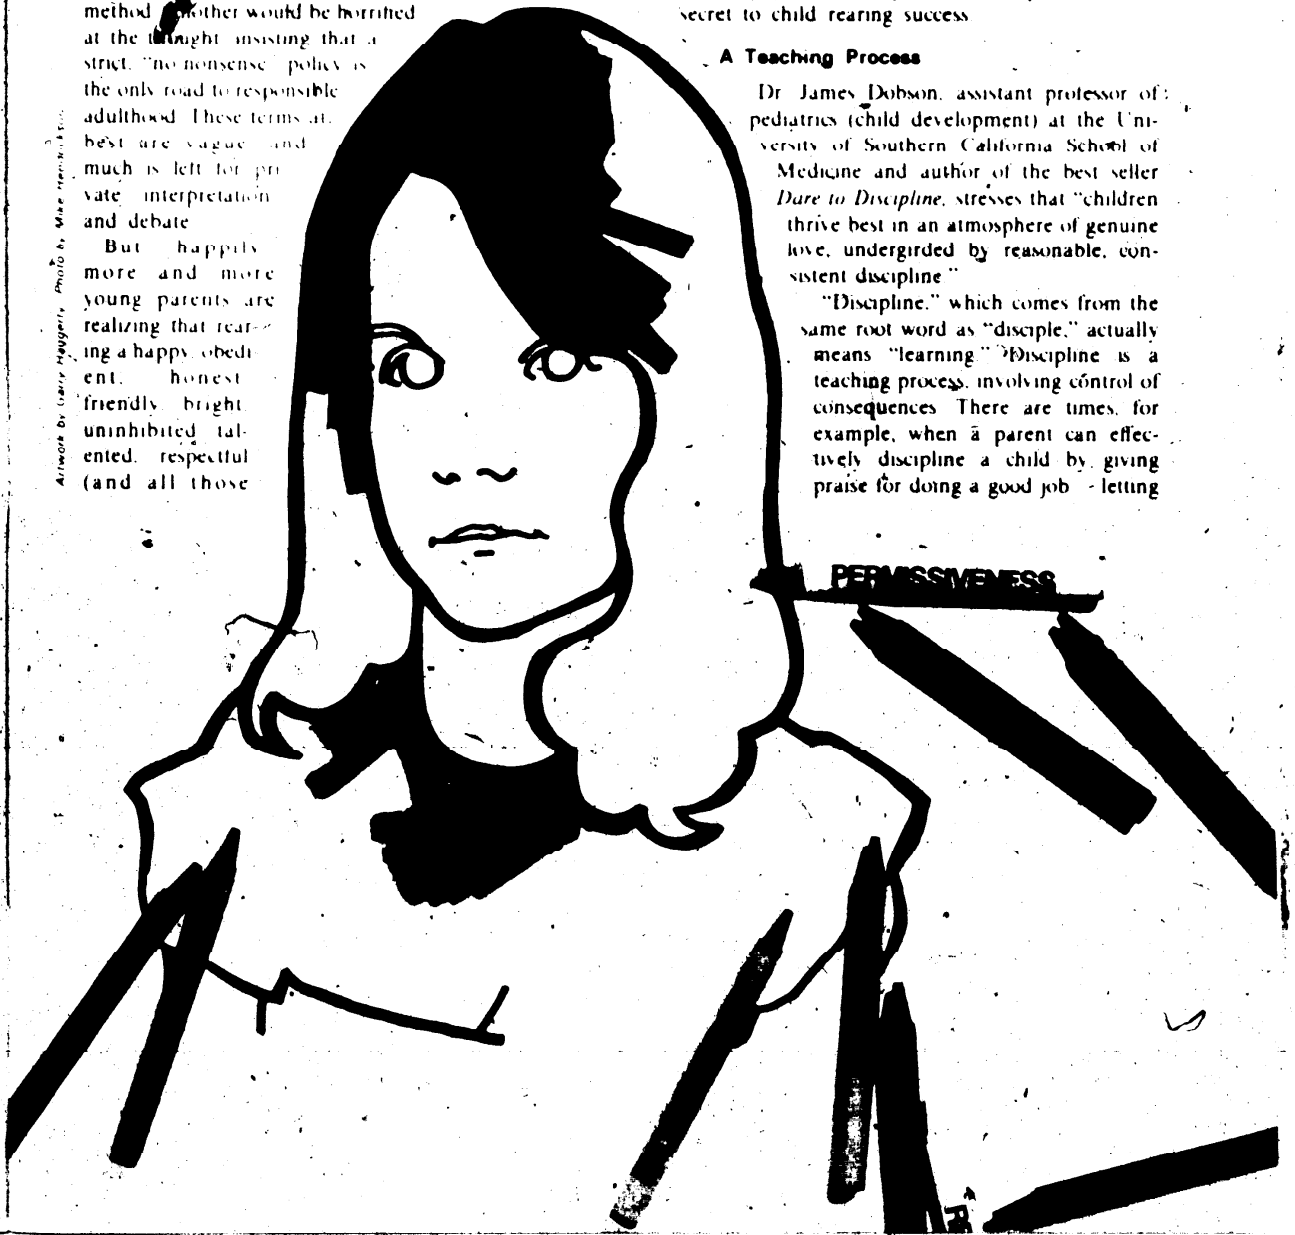 method another would be horrified
at the thought insisting that a
strict, "no nonsense" policy is
the only road to responsible
adulthood These terms at
best are vague and
much is left for pri
vate interpretation
and debate
But happily
more and more
young parents are
realizing that rear-
ing a happy, obedi
ent, honest
friendly, bright
uninhibited tal-
ented, respectful
(and all those
Artwork by Garry Haugerty Photo by Mike
secret to child rearing success
A Teaching Process
Dr James Dobson, assistant professor of
pediatrics (child development) at the Uni-
versity of Southern California School of
Medicine and author of the best seller
Dare to Discipline, stresses that "children
thrive best in an atmosphere of genuine
love, undergirded by reasonable, con-
sistent discipline"
"Discipline," which comes from the
same root word as "disciple," actually
means "learning." "Discipline is a
teaching process, involving control of
consequences There are times, for
example, when a parent can effec-
tively discipline a child by giving
praise for doing a good job - letting
PERMISSIVENESS